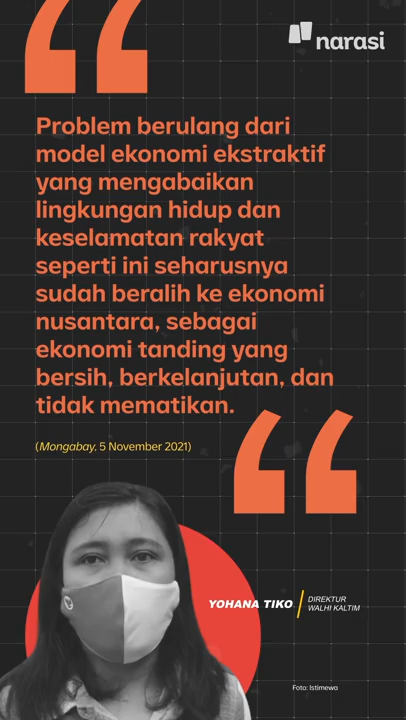 narasi
Problem berulang dari
model ekonomi ekstraktif
yang mengabaikan
lingkungan hidup dan
keselamatan rakyat
seperti ini seharusnya
sudah beralih ke ekonomi
nusantara, sebagai
ekonomi tanding yang
bersih, berkelanjutan, dan
tidak mematikan.
(Mongabay, 5 November 2021)
YOHANA TIKO
DIREKTUR
WALHI KALTIM
Foto: Istimewa